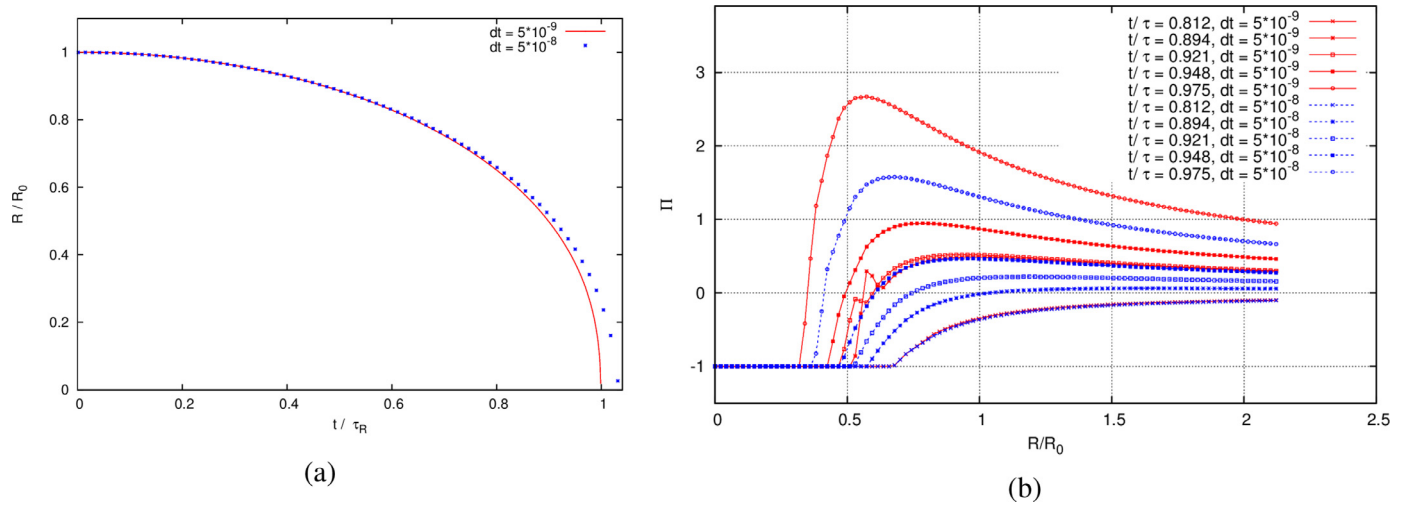 dt = 5*10⁻⁹
dt = 5*10⁻⁸
1
0.8
0.6
0.4
0.2
0
R / R₀
0 0.2 0.4 0.6 0.8 1
t / τ_R
(a)
t/ τ = 0.812, dt = 5*10⁻⁹
t/ τ = 0.894, dt = 5*10⁻⁹
t/ τ = 0.921, dt = 5*10⁻⁹
t/ τ = 0.948, dt = 5*10⁻⁹
t/ τ = 0.975, dt = 5*10⁻⁹
t/ τ = 0.812, dt = 5*10⁻⁸
t/ τ = 0.894, dt = 5*10⁻⁸
t/ τ = 0.921, dt = 5*10⁻⁸
t/ τ = 0.948, dt = 5*10⁻⁸
t/ τ = 0.975, dt = 5*10⁻⁸
3
2
1
0
-1
Π
0 0.5 1 1.5 2 2.5
R/R₀
(b)